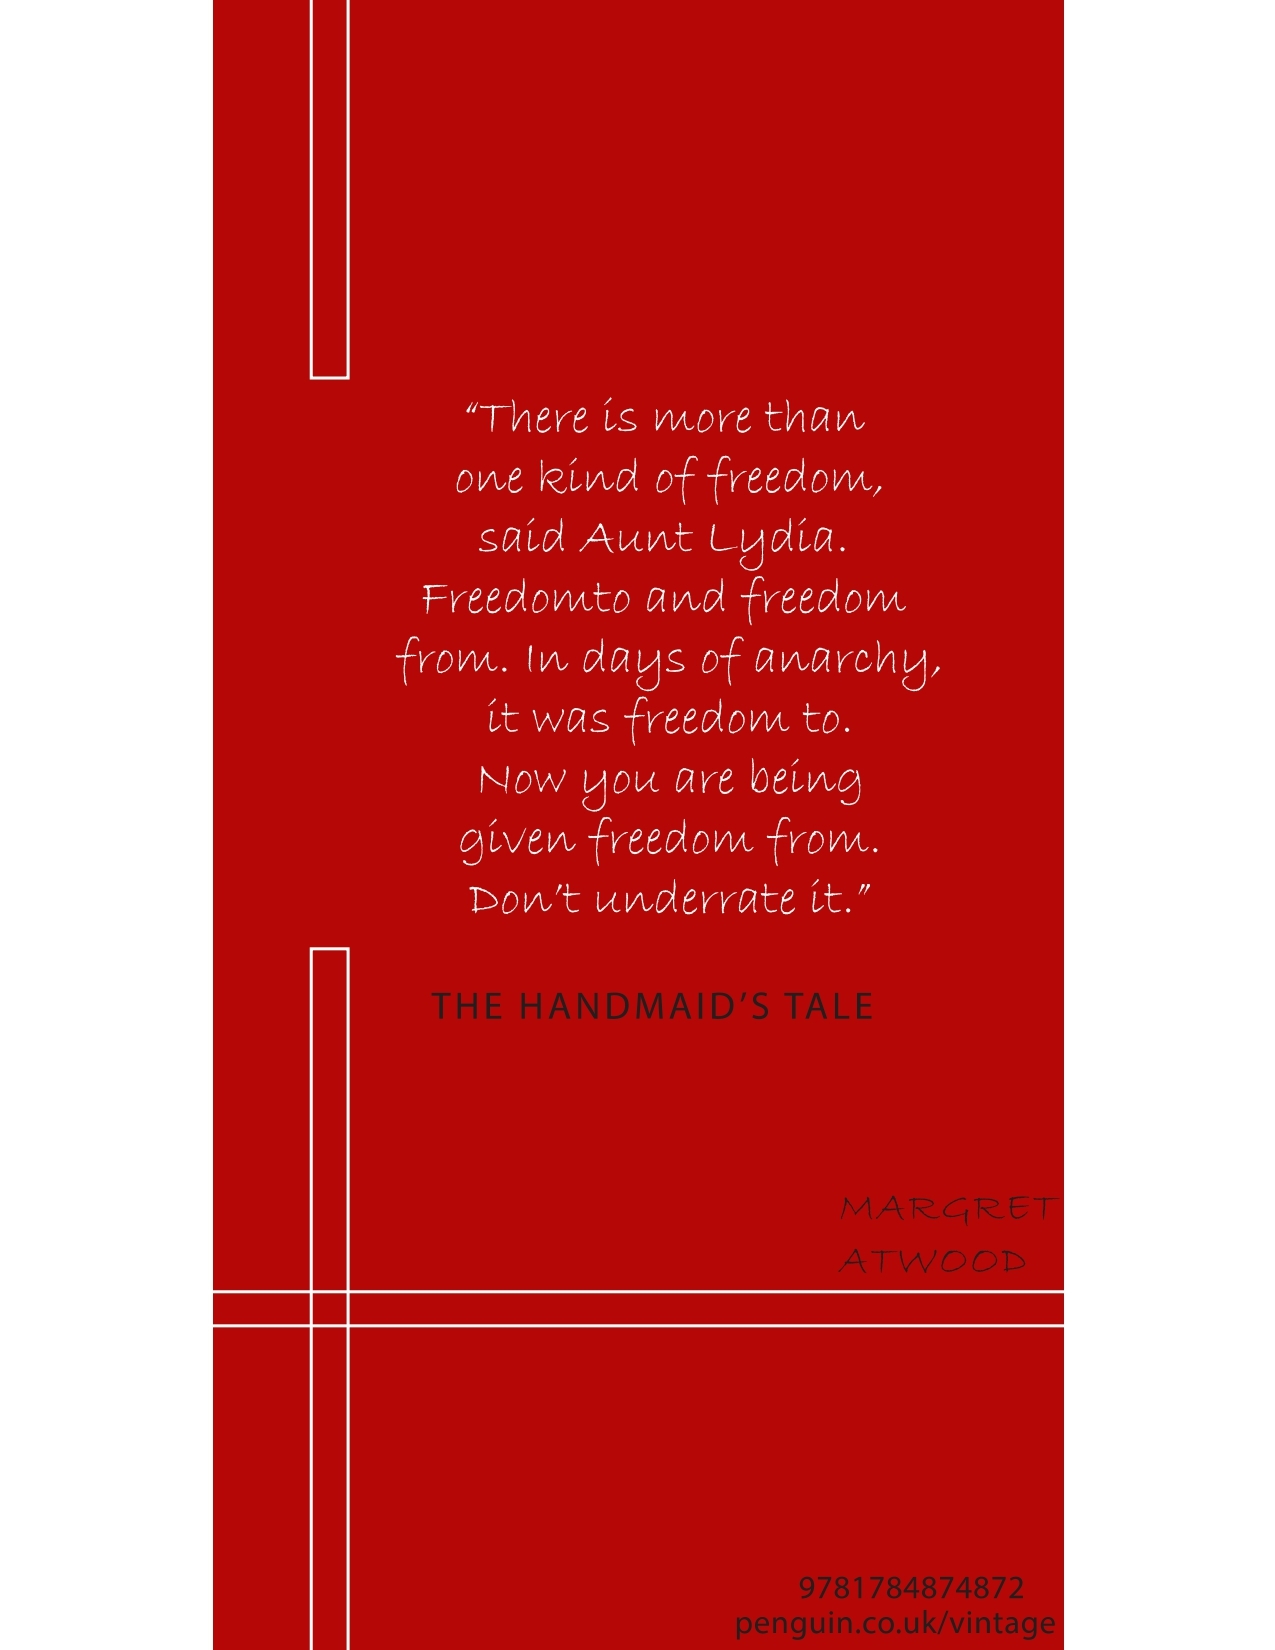 “There is more than
one kind of freedom,
said Aunt Lydia.
Freedomto and freedom
from. In days of anarchy,
it was freedom to.
Now you are being
given freedom from.
Don’t underrate it.”
THE HANDMAID’S TALE
MARGRET
ATWOOD
9781784874872
penguin.co.uk/vintage